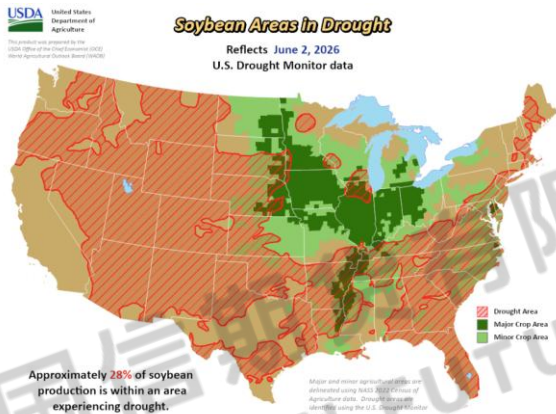 USDA
United States
Department of
Agriculture
This product was prepared by the
USDA Office of the Chief Economist (OCE)
World Agricultural Outlook Board (WAOB)
Soybean Areas in Drought
Reflects June 2, 2026
U.S. Drought Monitor data
Drought Area
Major Crop Area
Minor Crop Area
Approximately 28% of soybean
production is within an area
experiencing drought.
Major and minor agricultural areas are
delineated using NASS 2022 Census of
Agriculture data. Drought areas are
identified using the U.S. Drought Monitor